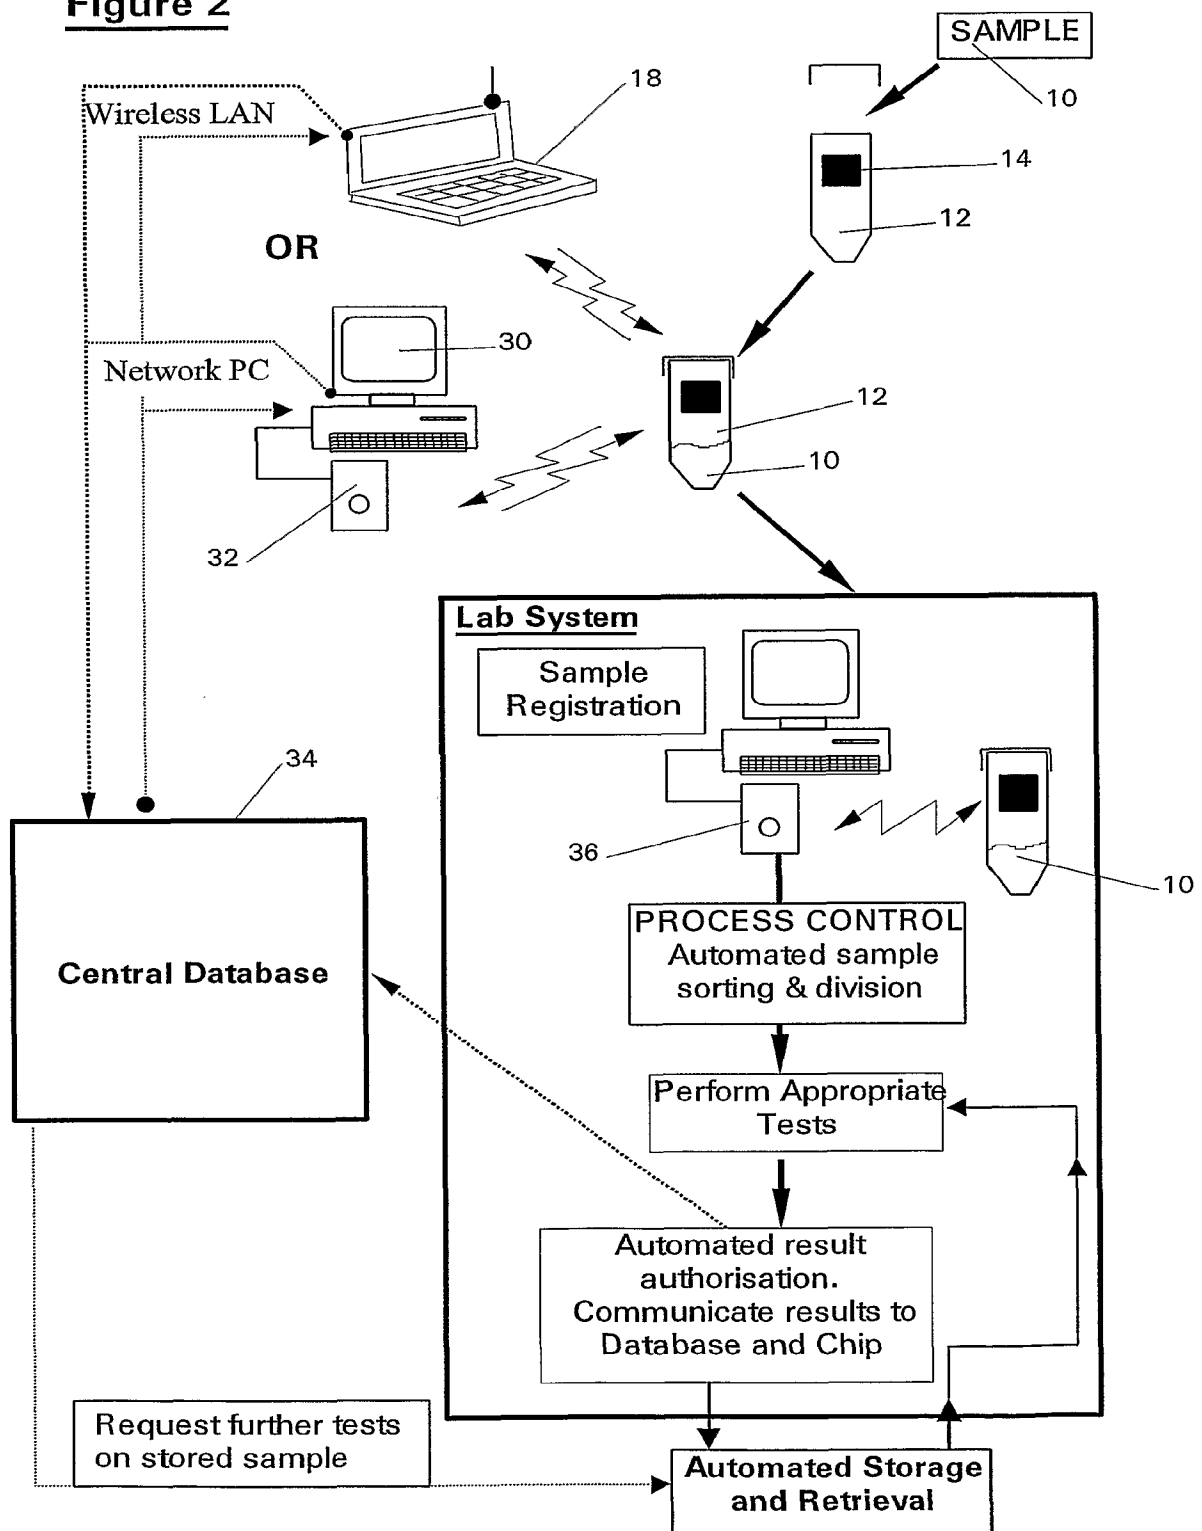 Figure 2
SAMPLE
10
18
Wireless LAN
14
12
OR
30
Network PC
12
10
32
Lab System
Sample
Registration
34
36
10
PROCESS CONTROL
Automated sample
sorting & division
Central Database
Perform Appropriate
Tests
Automated result
authorisation.
Communicate results to
Database and Chip
Request further tests
on stored sample
Automated Storage
and Retrieval